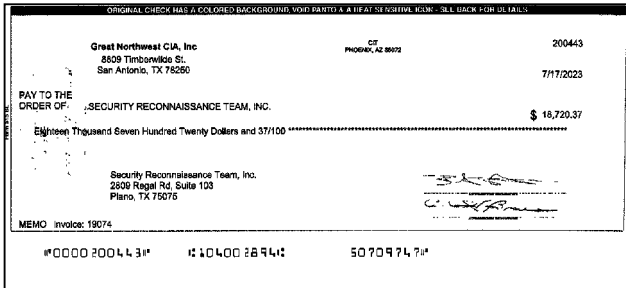 ORIGINAL CHECK HAS A COLORED BACKGROUND, VOID PANTO & A HEAT SENSITIVE ICON - SEE BACK FOR DETAILS
Great Northwest CIA, Inc
8809 Timberwilde St.
San Antonio, TX 78250
CIT
PHOENIX, AZ 85072
200443
7/17/2023
PAY TO THE
ORDER OF
SECURITY RECONNAISSANCE TEAM, INC.
$ 18,720.37
Eighteen Thousand Seven Hundred Twenty Dollars and 37/100
Security Reconnaissance Team, Inc.
2809 Regal Rd, Suite 103
Plano, TX 75075
MEMO Invoice: 19074
⑈0000200443⑈ ⑆104002894⑆ 50709747⑈